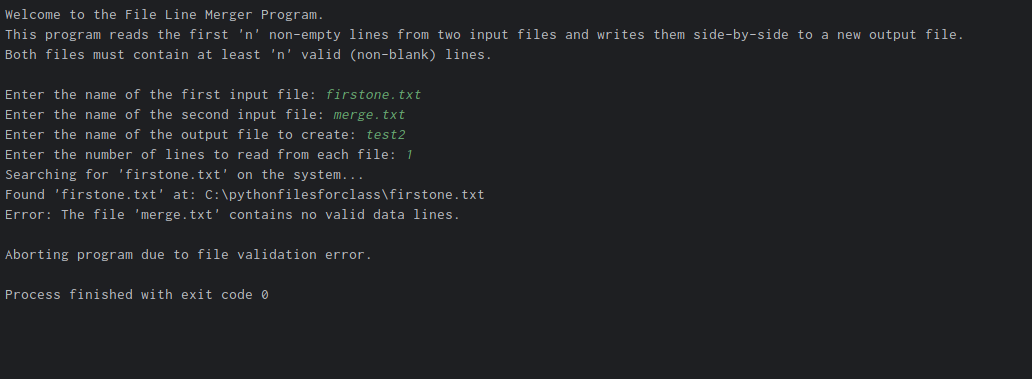 Welcome to the File Line Merger Program.
This program reads the first 'n' non-empty lines from two input files and writes them side-by-side to a new output file.
Both files must contain at least 'n' valid (non-blank) lines.
Enter the name of the first input file: firstone.txt
Enter the name of the second input file: merge.txt
Enter the name of the output file to create: test2
Enter the number of lines to read from each file: 1
Searching for 'firstone.txt' on the system...
Found 'firstone.txt' at: C:\pythonfilesforclass\firstone.txt
Error: The file 'merge.txt' contains no valid data lines.
Aborting program due to file validation error.
Process finished with exit code 0